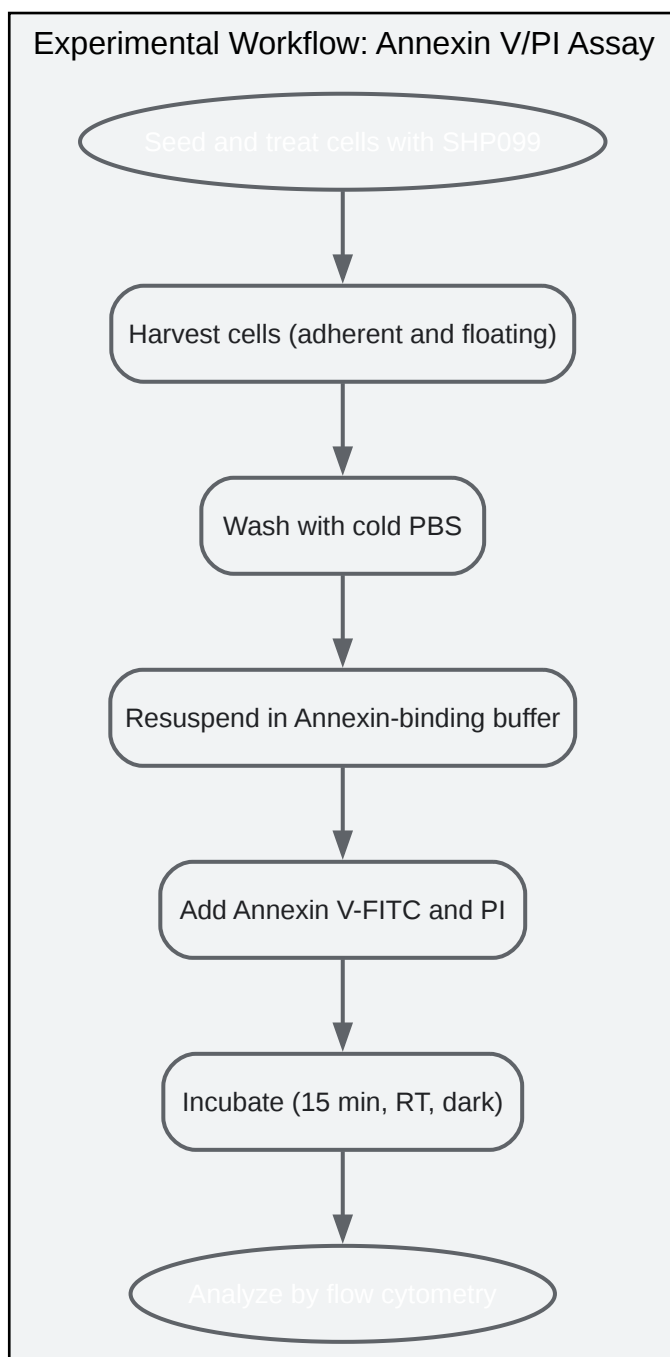 Experimental Workflow: Annexin V/PI Assay
Seed and treat cells with SHP099
Harvest cells (adherent and floating)
Wash with cold PBS
Resuspend in Annexin-binding buffer
Add Annexin V-FITC and PI
Incubate (15 min, RT, dark)
Analyze by flow cytometry